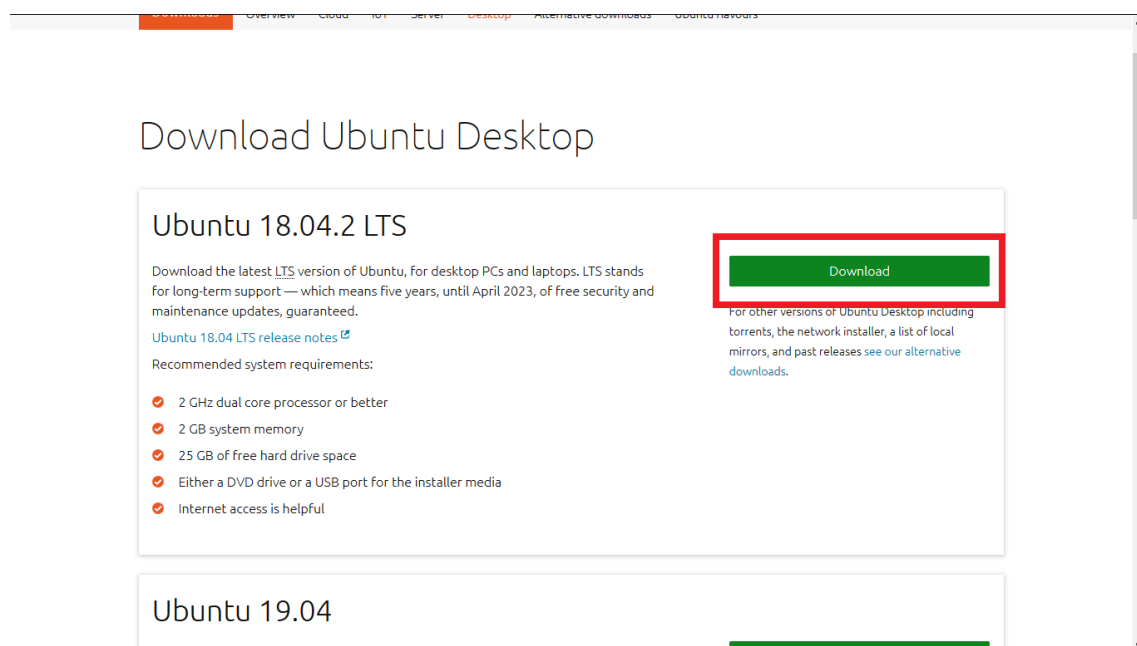 Downloads Overview Cloud IoT Server Desktop Alternative downloads Ubuntu flavours
Download Ubuntu Desktop
Ubuntu 18.04.2 LTS
Download the latest LTS version of Ubuntu, for desktop PCs and laptops. LTS stands
for long-term support — which means five years, until April 2023, of free security and
maintenance updates, guaranteed.
Ubuntu 18.04 LTS release notes
Recommended system requirements:
2 GHz dual core processor or better
2 GB system memory
25 GB of free hard drive space
Either a DVD drive or a USB port for the installer media
Internet access is helpful
Download
For other versions of Ubuntu Desktop including
torrents, the network installer, a list of local
mirrors, and past releases see our alternative
downloads.
Ubuntu 19.04